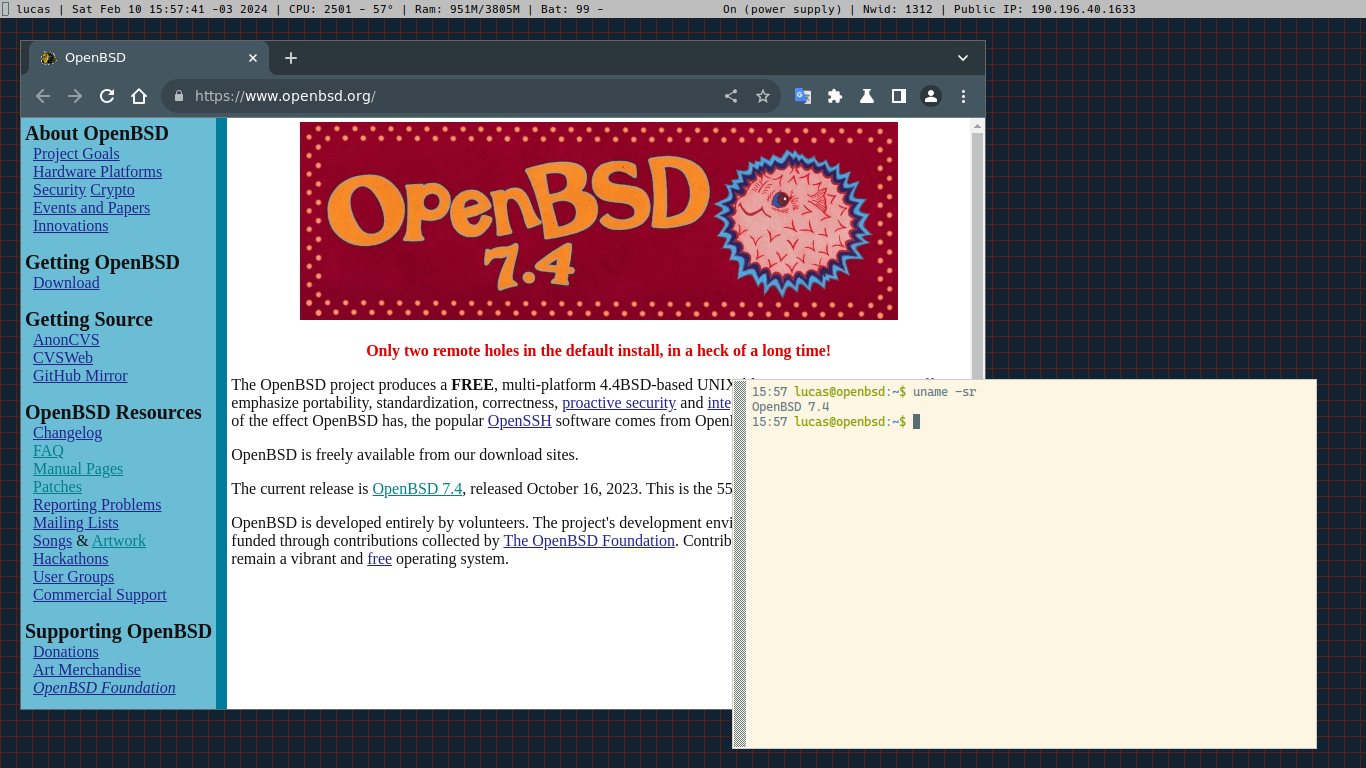 lucas | Sat Feb 10 15:57:41 -03 2024 | CPU: 2501 - 57° | Ram: 951M/3805M | Bat: 99 - On (power supply) | Nwid: 1312 | Public IP: 190.196.40.1633
OpenBSD
https://www.openbsd.org/
About OpenBSD
Project Goals
Hardware Platforms
Security Crypto
Events and Papers
Innovations
Getting OpenBSD
Download
Getting Source
AnonCVS
CVSWeb
GitHub Mirror
OpenBSD Resources
Changelog
FAQ
Manual Pages
Patches
Reporting Problems
Mailing Lists
Songs & Artwork
Hackathons
User Groups
Commercial Support
Supporting OpenBSD
Donations
Art Merchandise
OpenBSD Foundation
OpenBSD
7.4
Only two remote holes in the default install, in a heck of a long time!
The OpenBSD project produces a FREE, multi-platform 4.4BSD-based UNIX
emphasize portability, standardization, correctness, proactive security and inte
of the effect OpenBSD has, the popular OpenSSH software comes from Open
OpenBSD is freely available from our download sites.
The current release is OpenBSD 7.4, released October 16, 2023. This is the 55
OpenBSD is developed entirely by volunteers. The project's development envi
funded through contributions collected by The OpenBSD Foundation. Contrib
remain a vibrant and free operating system.
15:57 lucas@openbsd:~$ uname -sr
OpenBSD 7.4
15:57 lucas@openbsd:~$